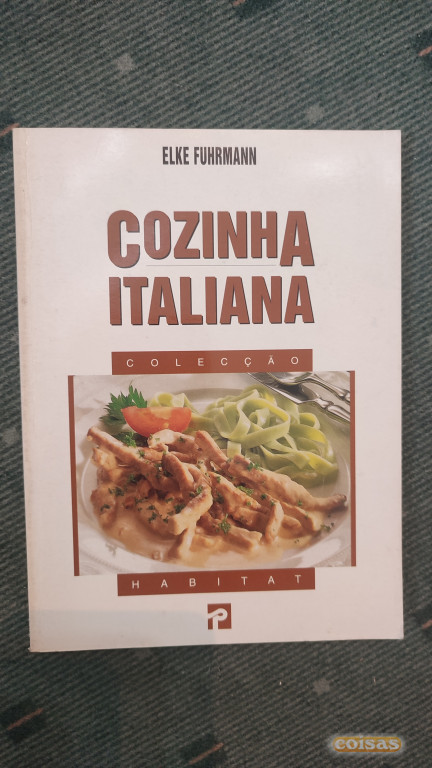 ELKE FUHRMANN
COZINHA
ITALIANA
COLECÇÃO
HABITAT
P
coisas